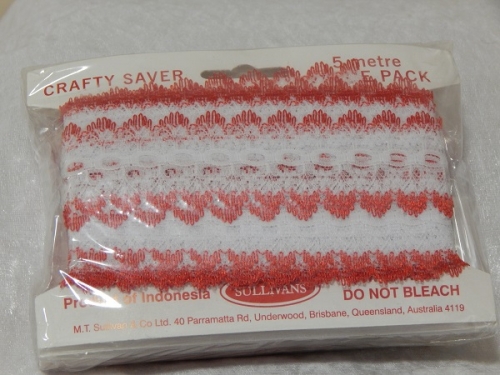 CRAFTY SAVER
5 metre
E PACK
of Indonesia
SULLIVANS
DO NOT BLEACH
M.T. Co Ltd. 40 Parramatta Rd, Underwood, Brisbane, Queensland, Australia 4119